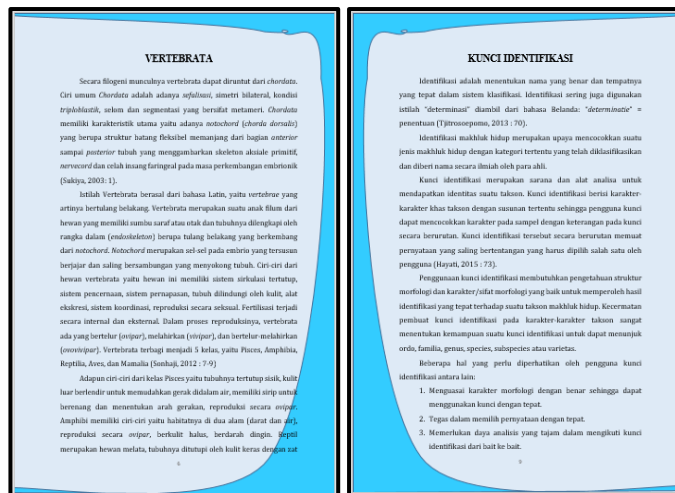 VERTEBRATA
Secara filogeni munculnya vertebrata dapat diruntut dari chordata.
Ciri umum Chordata adalah adanya sefalisasi, simetri bilateral, kondisi
triploblastik, selom dan segmentasi yang bersifat metameri. Chordata
memiliki karakteristik utama yaitu adanya notochord (chorda dorsalis)
yang berupa struktur batang fleksibel memanjang dari bagian anterior
sampai posterior tubuh yang menggambarkan skeleton aksiale primitif,
nervecord dan celah insang faringeal pada masa perkembangan embrionik
(Sukiya, 2003: 1).
Istilah Vertebrata berasal dari bahasa Latin, yaitu vertebrae yang
artinya bertulang belakang. Vertebrata merupakan suatu anak filum dari
hewan yang memiliki sumbu saraf atau otak dan tubuhnya dilengkapi oleh
rangka dalam (endoskeleton) berupa tulang belakang yang berkembang
dari notochord. Notochord merupakan sel-sel pada embrio yang tersusun
berjajar dan saling bersambungan yang menyokong tubuh. Ciri-ciri dari
hewan vertebrata yaitu hewan ini memiliki sistem sirkulasi tertutup,
sistem pencernaan, sistem pernapasan, tubuh dilindungi oleh kulit, alat
ekskresi, sistem koordinasi, reproduksi secara seksual. Fertilisasi terjadi
secara internal dan eksternal. Dalam proses reproduksinya, vertebrata
ada yang bertelur (ovipar), melahirkan (vivipar), dan bertelur-melahirkan
(ovovivipar). Vertebrata terbagi menjadi 5 kelas, yaitu Pisces, Amphibia,
Reptilia, Aves, dan Mamalia (Sonhaji, 2012 : 7-9)
Adapun ciri-ciri dari kelas Pisces yaitu tubuhnya tertutup sisik, kulit
luar berlendir untuk memudahkan gerak didalam air, memiliki sirip untuk
berenang dan menentukan arah gerakan, reproduksi secara ovipar.
Amphibi memiliki ciri-ciri yaitu habitatnya di dua alam (darat dan air),
reproduksi secara ovipar, berkulit halus, berdarah dingin. Reptil
merupakan hewan melata, tubuhnya ditutupi oleh kulit keras dengan zat
6
KUNCI IDENTIFIKASI
Identifikasi adalah menentukan nama yang benar dan tempatnya
yang tepat dalam sistem klasifikasi. Identifikasi sering juga digunakan
istilah "determinasi" diambil dari bahasa Belanda: "determinatie" =
penentuan (Tjitrosoepomo, 2013 : 70).
Identifikasi makhluk hidup merupakan upaya mencocokkan suatu
jenis makhluk hidup dengan kategori tertentu yang telah diklasifikasikan
dan diberi nama secara ilmiah oleh para ahli.
Kunci identifikasi merupakan sarana dan alat analisa untuk
mendapatkan identitas suatu takson. Kunci identifikasi berisi karakter-
karakter khas takson dengan susunan tertentu sehingga pengguna kunci
dapat mencocokkan karakter pada sampel dengan keterangan pada kunci
secara berurutan. Kunci identifikasi tersebut secara berurutan memuat
pernyataan yang saling bertentangan yang harus dipilih salah satu oleh
pengguna (Hayati, 2015 : 73).
Penggunaan kunci identifikasi membutuhkan pengetahuan struktur
morfologi dan karakter/sifat morfologi yang baik untuk memperoleh hasil
identifikasi yang tepat terhadap suatu takson makhluk hidup. Kecermatan
pembuat kunci identifikasi pada karakter-karakter takson sangat
menentukan kemampuan suatu kunci identifikasi untuk dapat menunjuk
ordo, familia, genus, species, subspecies atau varietas.
Beberapa hal yang perlu diperhatikan oleh pengguna kunci
identifikasi antara lain:
1. Menguasai karakter morfologi dengan benar sehingga dapat
menggunakan kunci dengan tepat.
2. Tegas dalam memilih pernyataan dengan tepat.
3. Memerlukan daya analisis yang tajam dalam mengikuti kunci
identifikasi dari bait ke bait.